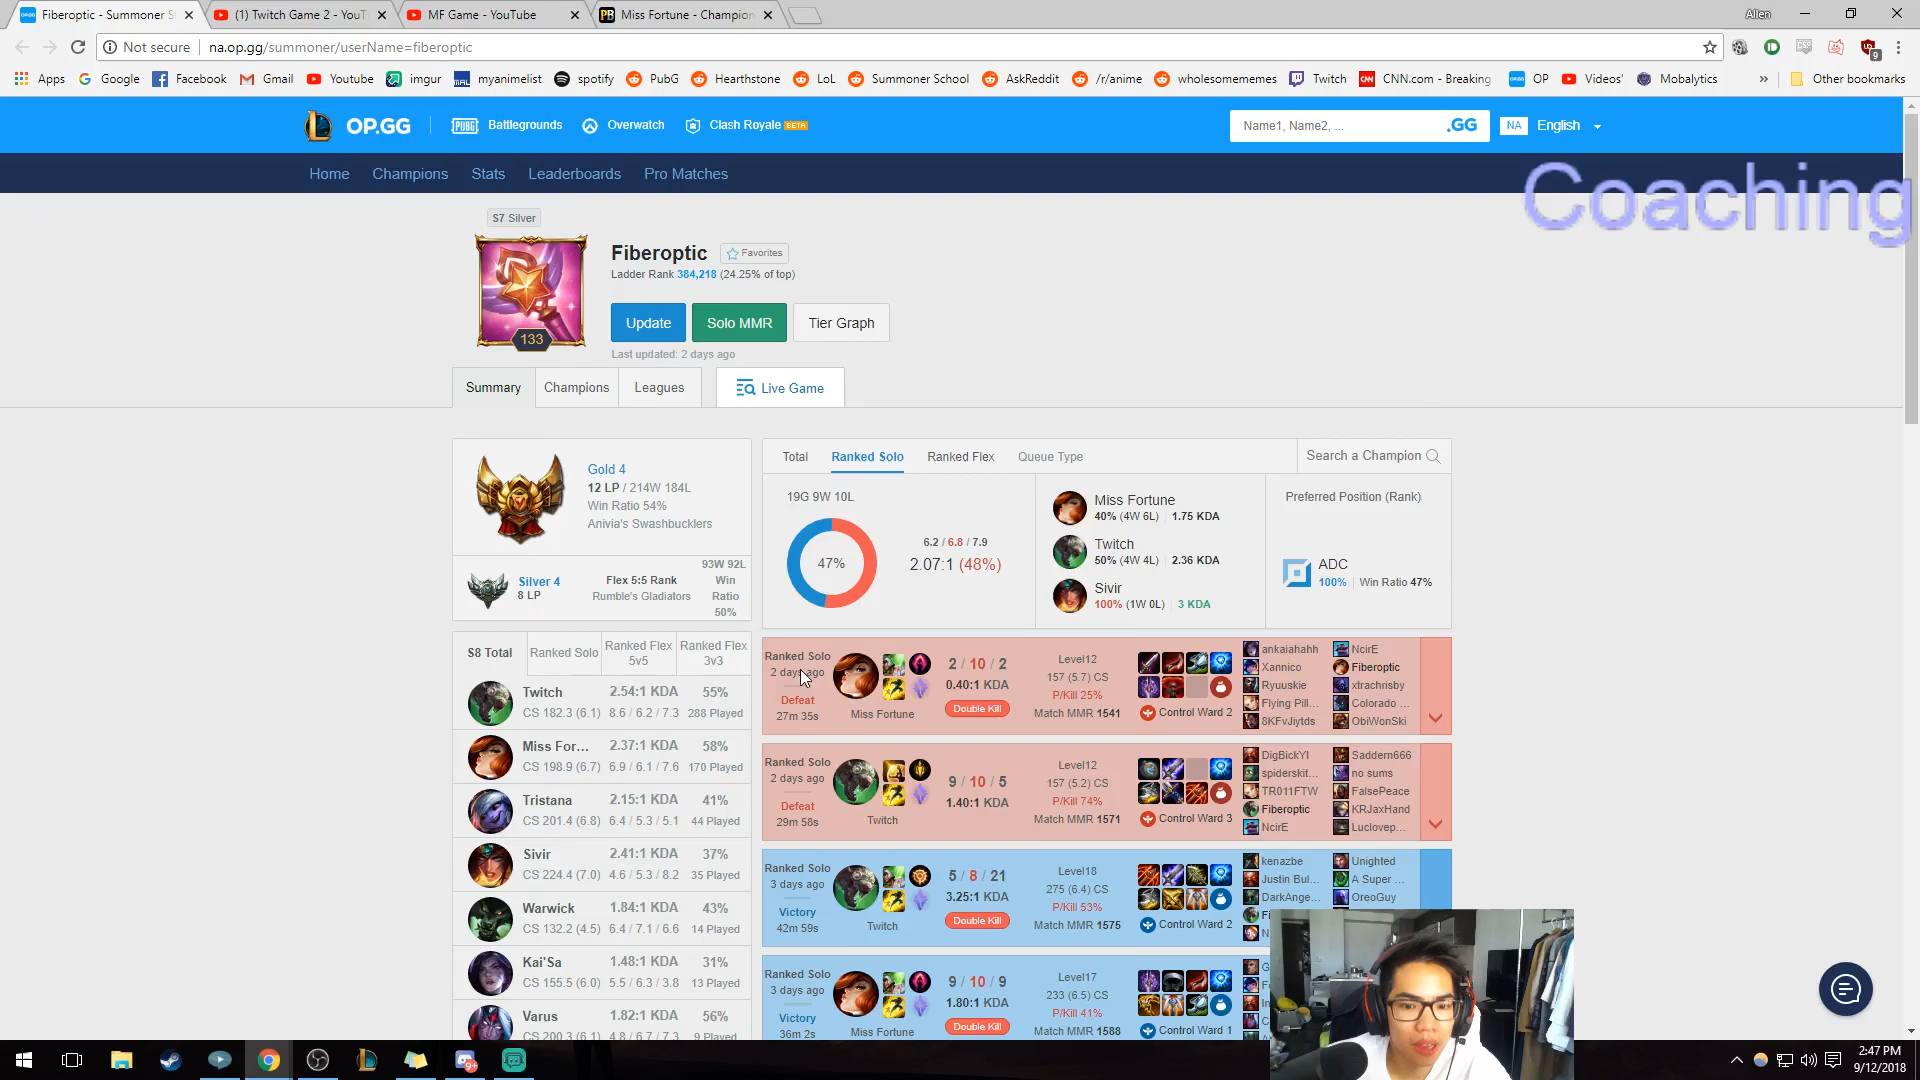 Fiberoptic - Summoner S
(1) Twitch Game 2 - YouT
MF Game - YouTube
Miss Fortune - Champion
Allen
Not secure
na.op.gg/summoner/userName=fiberoptic
Apps
Google
Facebook
Gmail
Youtube
imgur
myanimelist
spotify
PubG
Hearthstone
LoL
Summoner School
AskReddit
/r/anime
wholesomememes
Twitch
CNN.com - Breaking
OP
Videos'
Mobalytics
»
Other bookmarks
OP.GG
Battlegrounds
Overwatch
Clash Royale BETA
Name1, Name2, ...
.GG
NA
English
Home
Champions
Stats
Leaderboards
Pro Matches
Coaching
S7 Silver
133
Fiberoptic
Favorites
Ladder Rank 384,218 (24.25% of top)
Update
Solo MMR
Tier Graph
Last updated: 2 days ago
Summary
Champions
Leagues
Live Game
Gold 4
12 LP / 214W 184L
Win Ratio 54%
Anivia's Swashbucklers
Silver 4
8 LP
Flex 5:5 Rank
Rumble's Gladiators
93W 92L
Win
Ratio
50%
S8 Total
Ranked Solo
Ranked Flex
5v5
Ranked Flex
3v3
Twitch
CS 182.3 (6.1)
2.54:1 KDA
8.6 / 6.2 / 7.3
55%
288 Played
Miss For...
CS 198.9 (6.7)
2.37:1 KDA
6.9 / 6.1 / 7.6
58%
170 Played
Tristana
CS 201.4 (6.8)
2.15:1 KDA
6.4 / 5.3 / 5.1
41%
44 Played
Sivir
CS 224.4 (7.0)
2.41:1 KDA
4.6 / 5.3 / 8.2
37%
35 Played
Warwick
CS 132.2 (4.5)
1.84:1 KDA
6.4 / 7.1 / 6.6
43%
14 Played
Kai'Sa
CS 155.5 (6.0)
1.48:1 KDA
5.5 / 6.3 / 3.8
31%
13 Played
Varus
CS 200.3 (6.1)
1.82:1 KDA
4.8 / 6.7 / 7.3
56%
9 Played
Total
Ranked Solo
Ranked Flex
Queue Type
Search a Champion
19G 9W 10L
47%
6.2 / 6.8 / 7.9
2.07:1 (48%)
Miss Fortune
40% (4W 6L) 1.75 KDA
Twitch
50% (4W 4L) 2.36 KDA
Sivir
100% (1W 0L) 3 KDA
Preferred Position (Rank)
ADC
100% Win Ratio 47%
Ranked Solo
2 days ago
Defeat
27m 35s
Miss Fortune
2 / 10 / 2
0.40:1 KDA
Double Kill
Level12
157 (5.7) CS
P/Kill 25%
Match MMR 1541
Control Ward 2
ankaiahahh
Xannico
Ryuuskie
Flying Pill...
8KFvJiytds
NcirE
Fiberoptic
xtrachrisby
Colorado ...
ObiWonSki
Ranked Solo
2 days ago
Defeat
29m 58s
Twitch
9 / 10 / 5
1.40:1 KDA
Level12
157 (5.2) CS
P/Kill 74%
Match MMR 1571
Control Ward 3
DigBickYI
spiderskit...
TR011FTW
Fiberoptic
NcirE
Saddern666
no sums
FalsePeace
KRJaxHand
Luclovep...
Ranked Solo
3 days ago
Victory
42m 59s
Twitch
5 / 8 / 21
3.25:1 KDA
Double Kill
Level18
275 (6.4) CS
P/Kill 53%
Match MMR 1575
Control Ward 2
kenazbe
Justin Bul...
DarkAnge...
Unighted
A Super ...
OreoGuy
Ranked Solo
3 days ago
Victory
36m 2s
Miss Fortune
9 / 10 / 9
1.80:1 KDA
Double Kill
Level17
233 (6.5) CS
P/Kill 41%
Match MMR 1588
Control Ward 1
2:47 PM
9/12/2018